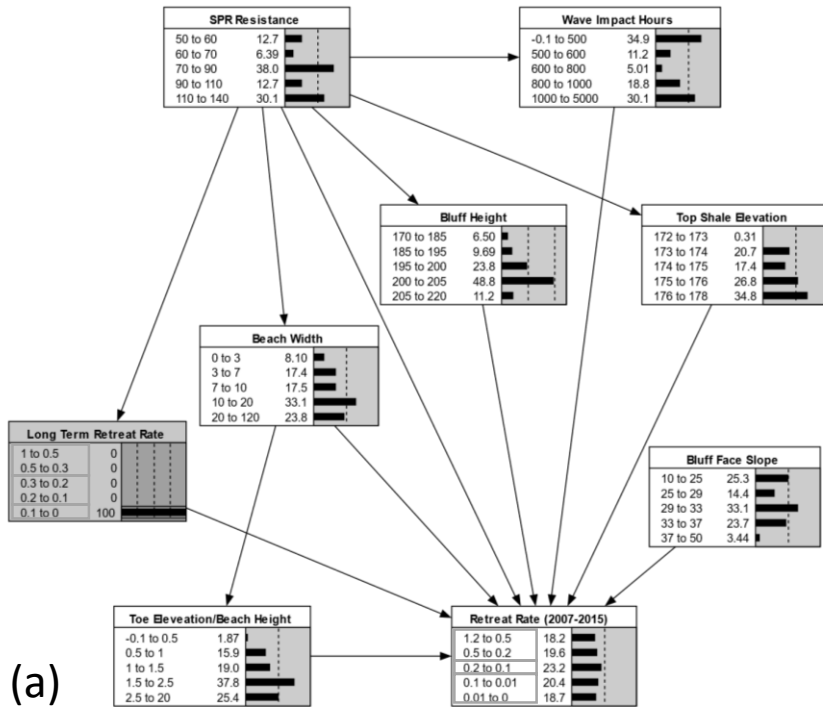 SPR Resistance
50 to 60 12.7
60 to 70 6.39
70 to 90 38.0
90 to 110 12.7
110 to 140 30.1
Wave Impact Hours
-0.1 to 500 34.9
500 to 600 11.2
600 to 800 5.01
800 to 1000 18.8
1000 to 5000 30.1
Bluff Height
170 to 185 6.50
185 to 195 9.69
195 to 200 23.8
200 to 205 48.8
205 to 220 11.2
Top Shale Elevation
172 to 173 0.31
173 to 174 20.7
174 to 175 17.4
175 to 176 26.8
176 to 178 34.8
Beach Width
0 to 3 8.10
3 to 7 17.4
7 to 10 17.5
10 to 20 33.1
20 to 120 23.8
Long Term Retreat Rate
1 to 0.5 0
0.5 to 0.3 0
0.3 to 0.2 0
0.2 to 0.1 0
0.1 to 0 100
Bluff Face Slope
10 to 25 25.3
25 to 29 14.4
29 to 33 33.1
33 to 37 23.7
37 to 50 3.44
Toe Eleveation/Beach Height
-0.1 to 0.5 1.87
0.5 to 1 15.9
1 to 1.5 19.0
1.5 to 2.5 37.8
2.5 to 20 25.4
Retreat Rate (2007-2015)
1.2 to 0.5 18.2
0.5 to 0.2 19.6
0.2 to 0.1 23.2
0.1 to 0.01 20.4
0.01 to 0 18.7
(a)